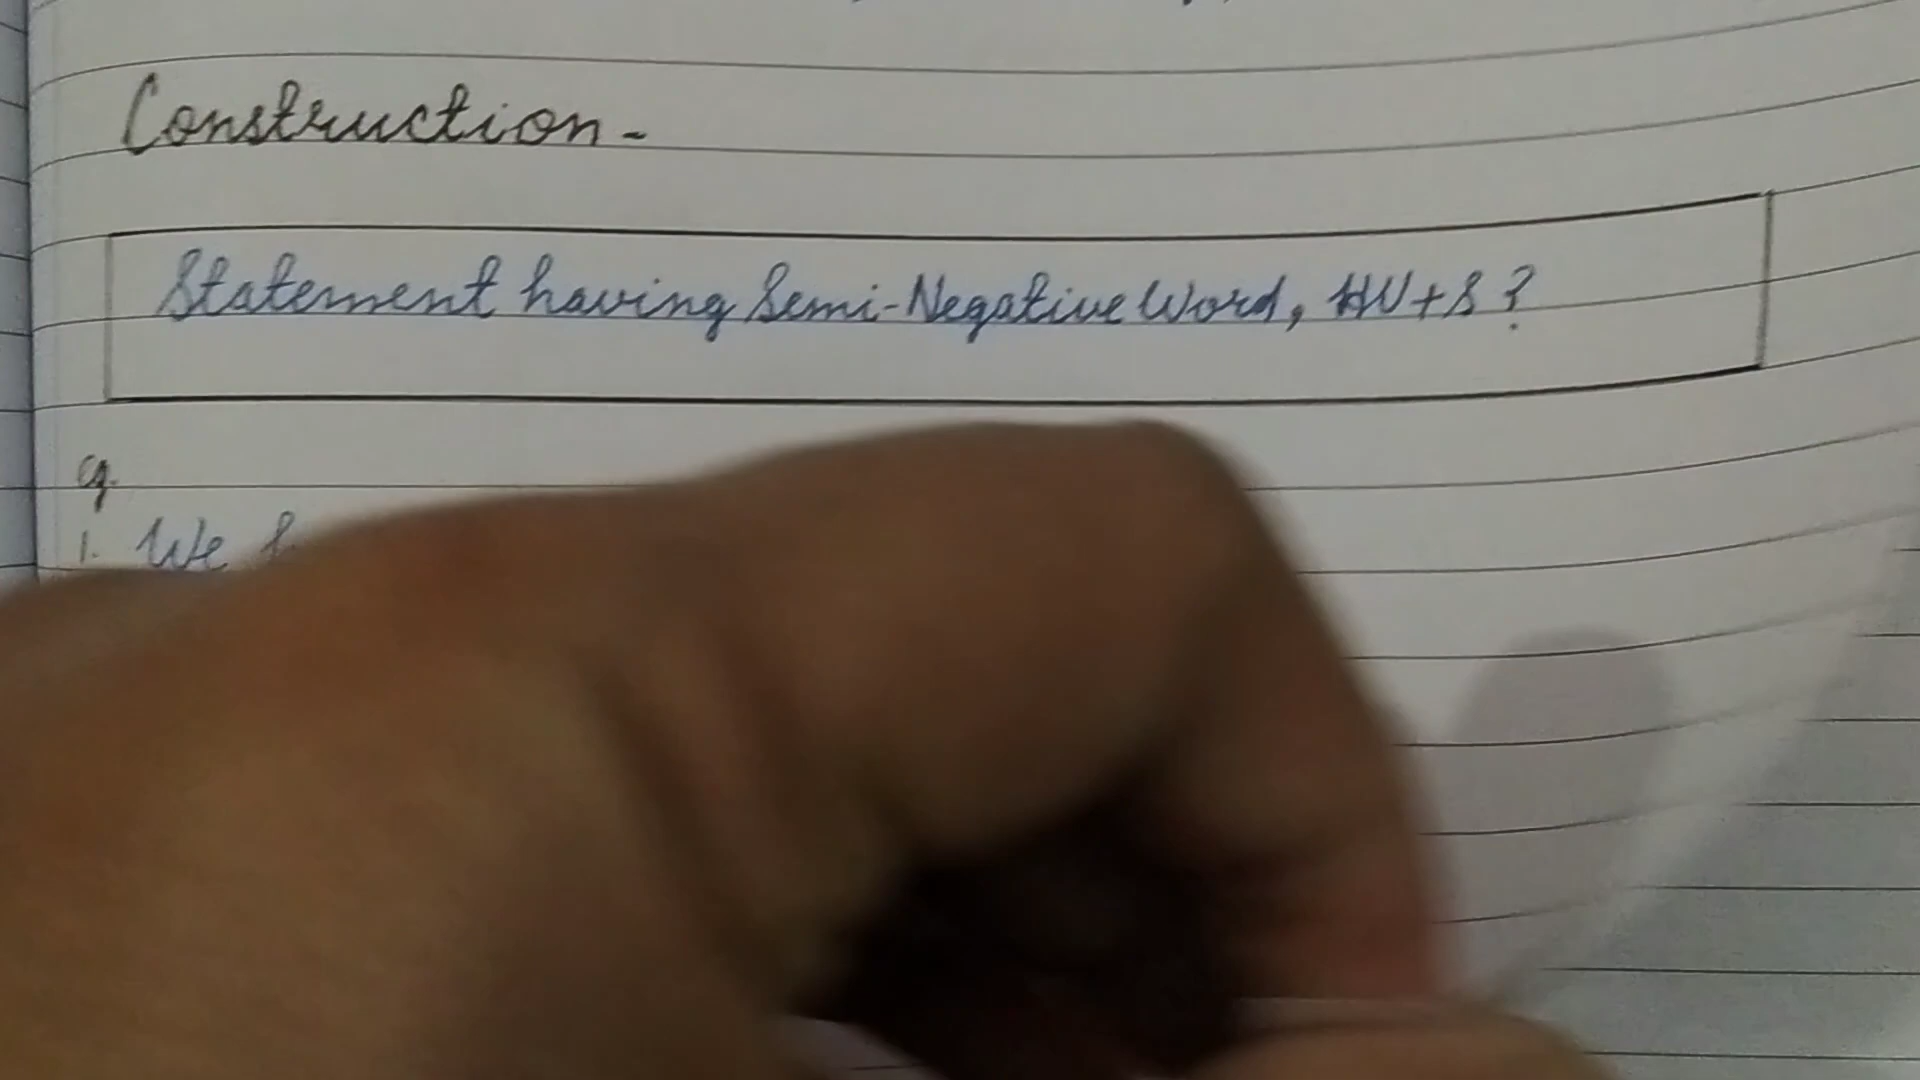 Construction -
Statement having Semi-Negative Word, HV + S ?
eg.
1. We